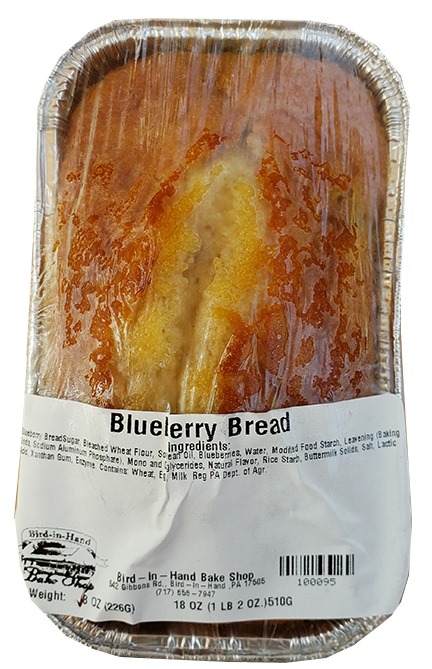 Blueberry Bread
Ingredients:
Blueberry BreadSugar, Bleached Wheat Flour, Soybean Oil, Blueberries, Water, Modified Food Starch, Leavening (Baking
Soda, Sodium Aluminum Phosphate), Mono and Diglycerides, Natural Flavor, Rice Starch, Buttermilk Solids, Salt, Lactic
Acid, Xanthan Gum, Enzyme Contains: Wheat, Egg, Milk Reg PA Dept. of Agr.
Bird-in-Hand
Bake Shop
Bird-In-Hand Bake Shop
542 Gibbons Rd., Bird-In-Hand ,PA 17505
(717) 656-7947
100095
Weight: 8 OZ (226G)
18 OZ (1 LB 2 OZ.)510G